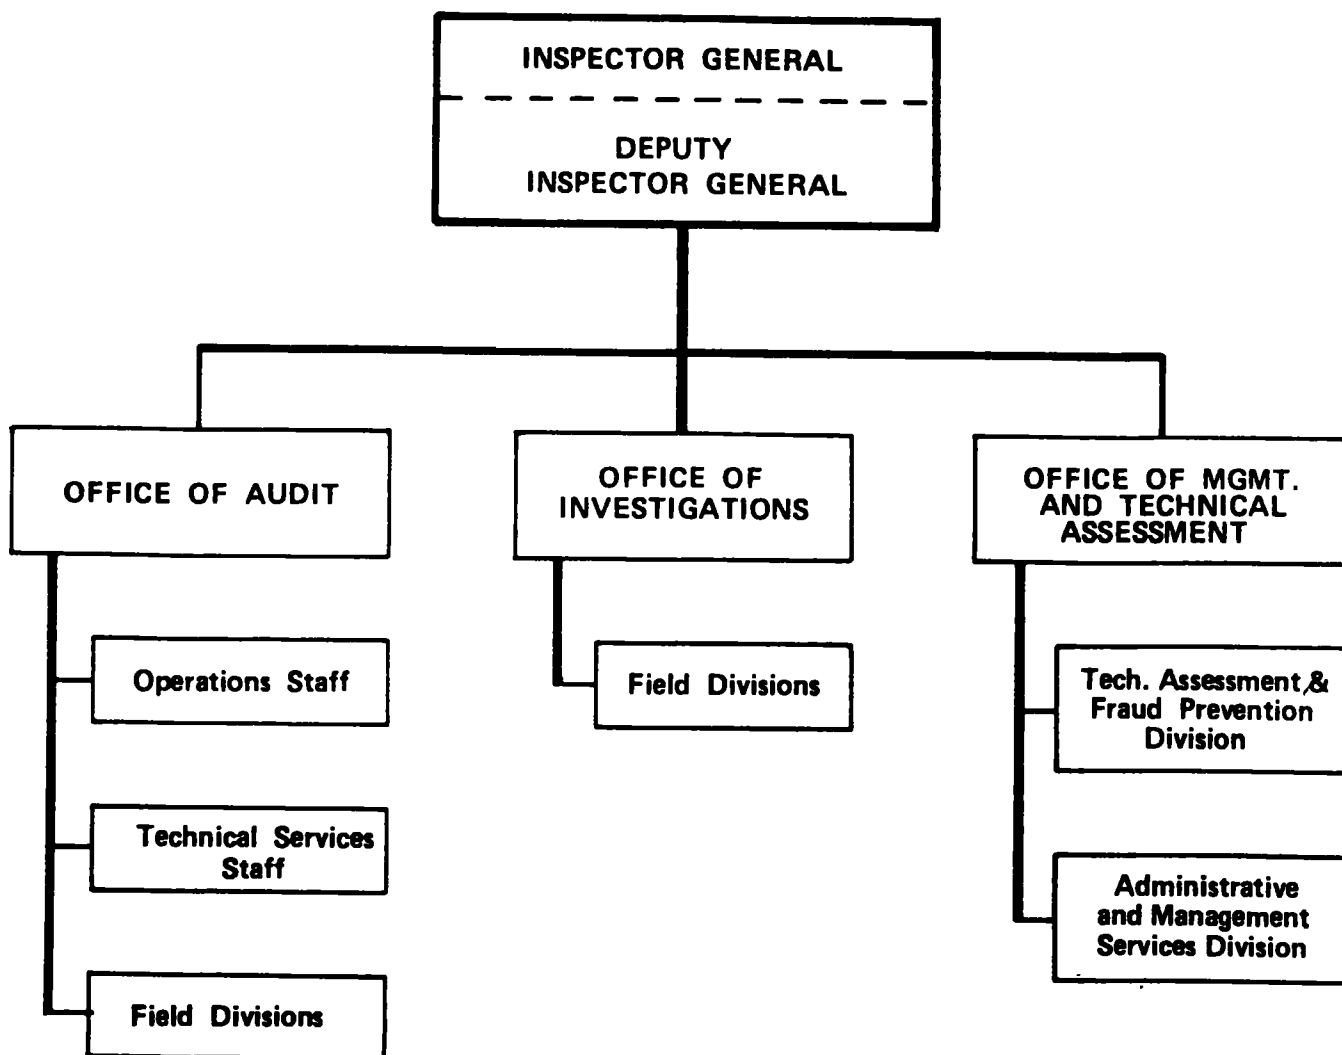 INSPECTOR GENERAL
DEPUTY
INSPECTOR GENERAL
OFFICE OF AUDIT
OFFICE OF
INVESTIGATIONS
OFFICE OF MGMT.
AND TECHNICAL
ASSESSMENT
Operations Staff
Technical Services
Staff
Field Divisions
Field Divisions
Tech. Assessment,&
Fraud Prevention
Division
Administrative
and Management
Services Division